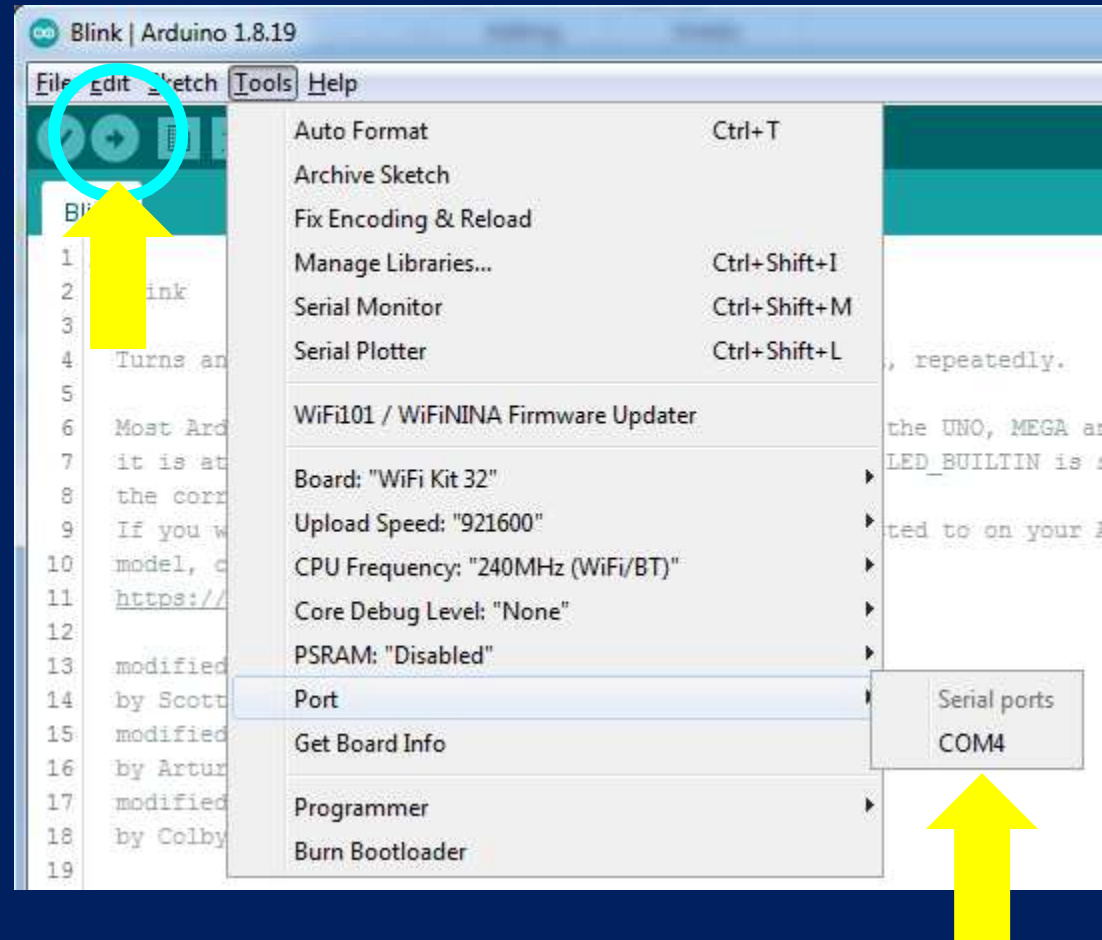 Blink | Arduino 1.8.19
File Edit Sketch Tools Help
Auto Format Ctrl+T
Archive Sketch
Fix Encoding & Reload
Manage Libraries... Ctrl+Shift+I
Serial Monitor Ctrl+Shift+M
Serial Plotter Ctrl+Shift+L
WiFi101 / WiFiNINA Firmware Updater
Board: "WiFi Kit 32"
Upload Speed: "921600"
CPU Frequency: "240MHz (WiFi/BT)"
Core Debug Level: "None"
PSRAM: "Disabled"
Port
Get Board Info
Programmer
Burn Bootloader
Serial ports
COM4
1
2 ink
3
4 Turns an , repeatedly.
5
6 Most Ard the UNO, MEGA an
7 it is at LED_BUILTIN is s
8 the corr
9 If you w ted to on your A
10 model, c
11 https://
12
13 modified
14 by Scott
15 modified
16 by Artur
17 modified
18 by Colby
19